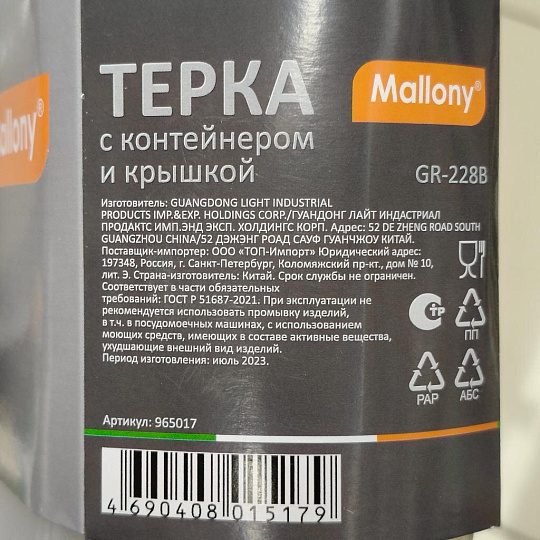 ТЕРКА
с контейнером
и крышкой
Mallony®
allony®
GR-228B
Изготовитель: GUANGDONG LIGHT INDUSTRIAL
PRODUCTS IMP.&EXP. HOLDINGS CORP./ГУАНДОНГ ЛАЙТ ИНДАСТРИАЛ
ПРОДАКТС ИМП.ЭНД ЭКСП. ХОЛДИНГС КОРП. Адрес: 52 DE ZHENG ROAD SOUTH
GUANGZHOU CHINA/52 ДЭЖЭНГ РОАД САУФ ГУАНЧЖОУ КИТАЙ.
Поставщик-импортер: ООО «ТОП-Импорт» Юридический адрес:
197348, Россия, г. Санкт-Петербург, Коломяжский пр-кт., дом № 10,
лит. Э. Страна-изготовитель: Китай. Срок службы не ограничен.
Соответствует в части обязательных
требований: ГОСТ Р 51687-2021. При эксплуатации не
рекомендуется использовать промывку изделий,
в т.ч. в посудомоечных машинах, с использованием
моющих средств, имеющих в составе активные вещества,
ухудшающие внешний вид изделий.
Период изготовления: июль 2023.
ПП
PAP
АБС
Артикул: 965017
4 690408 015179